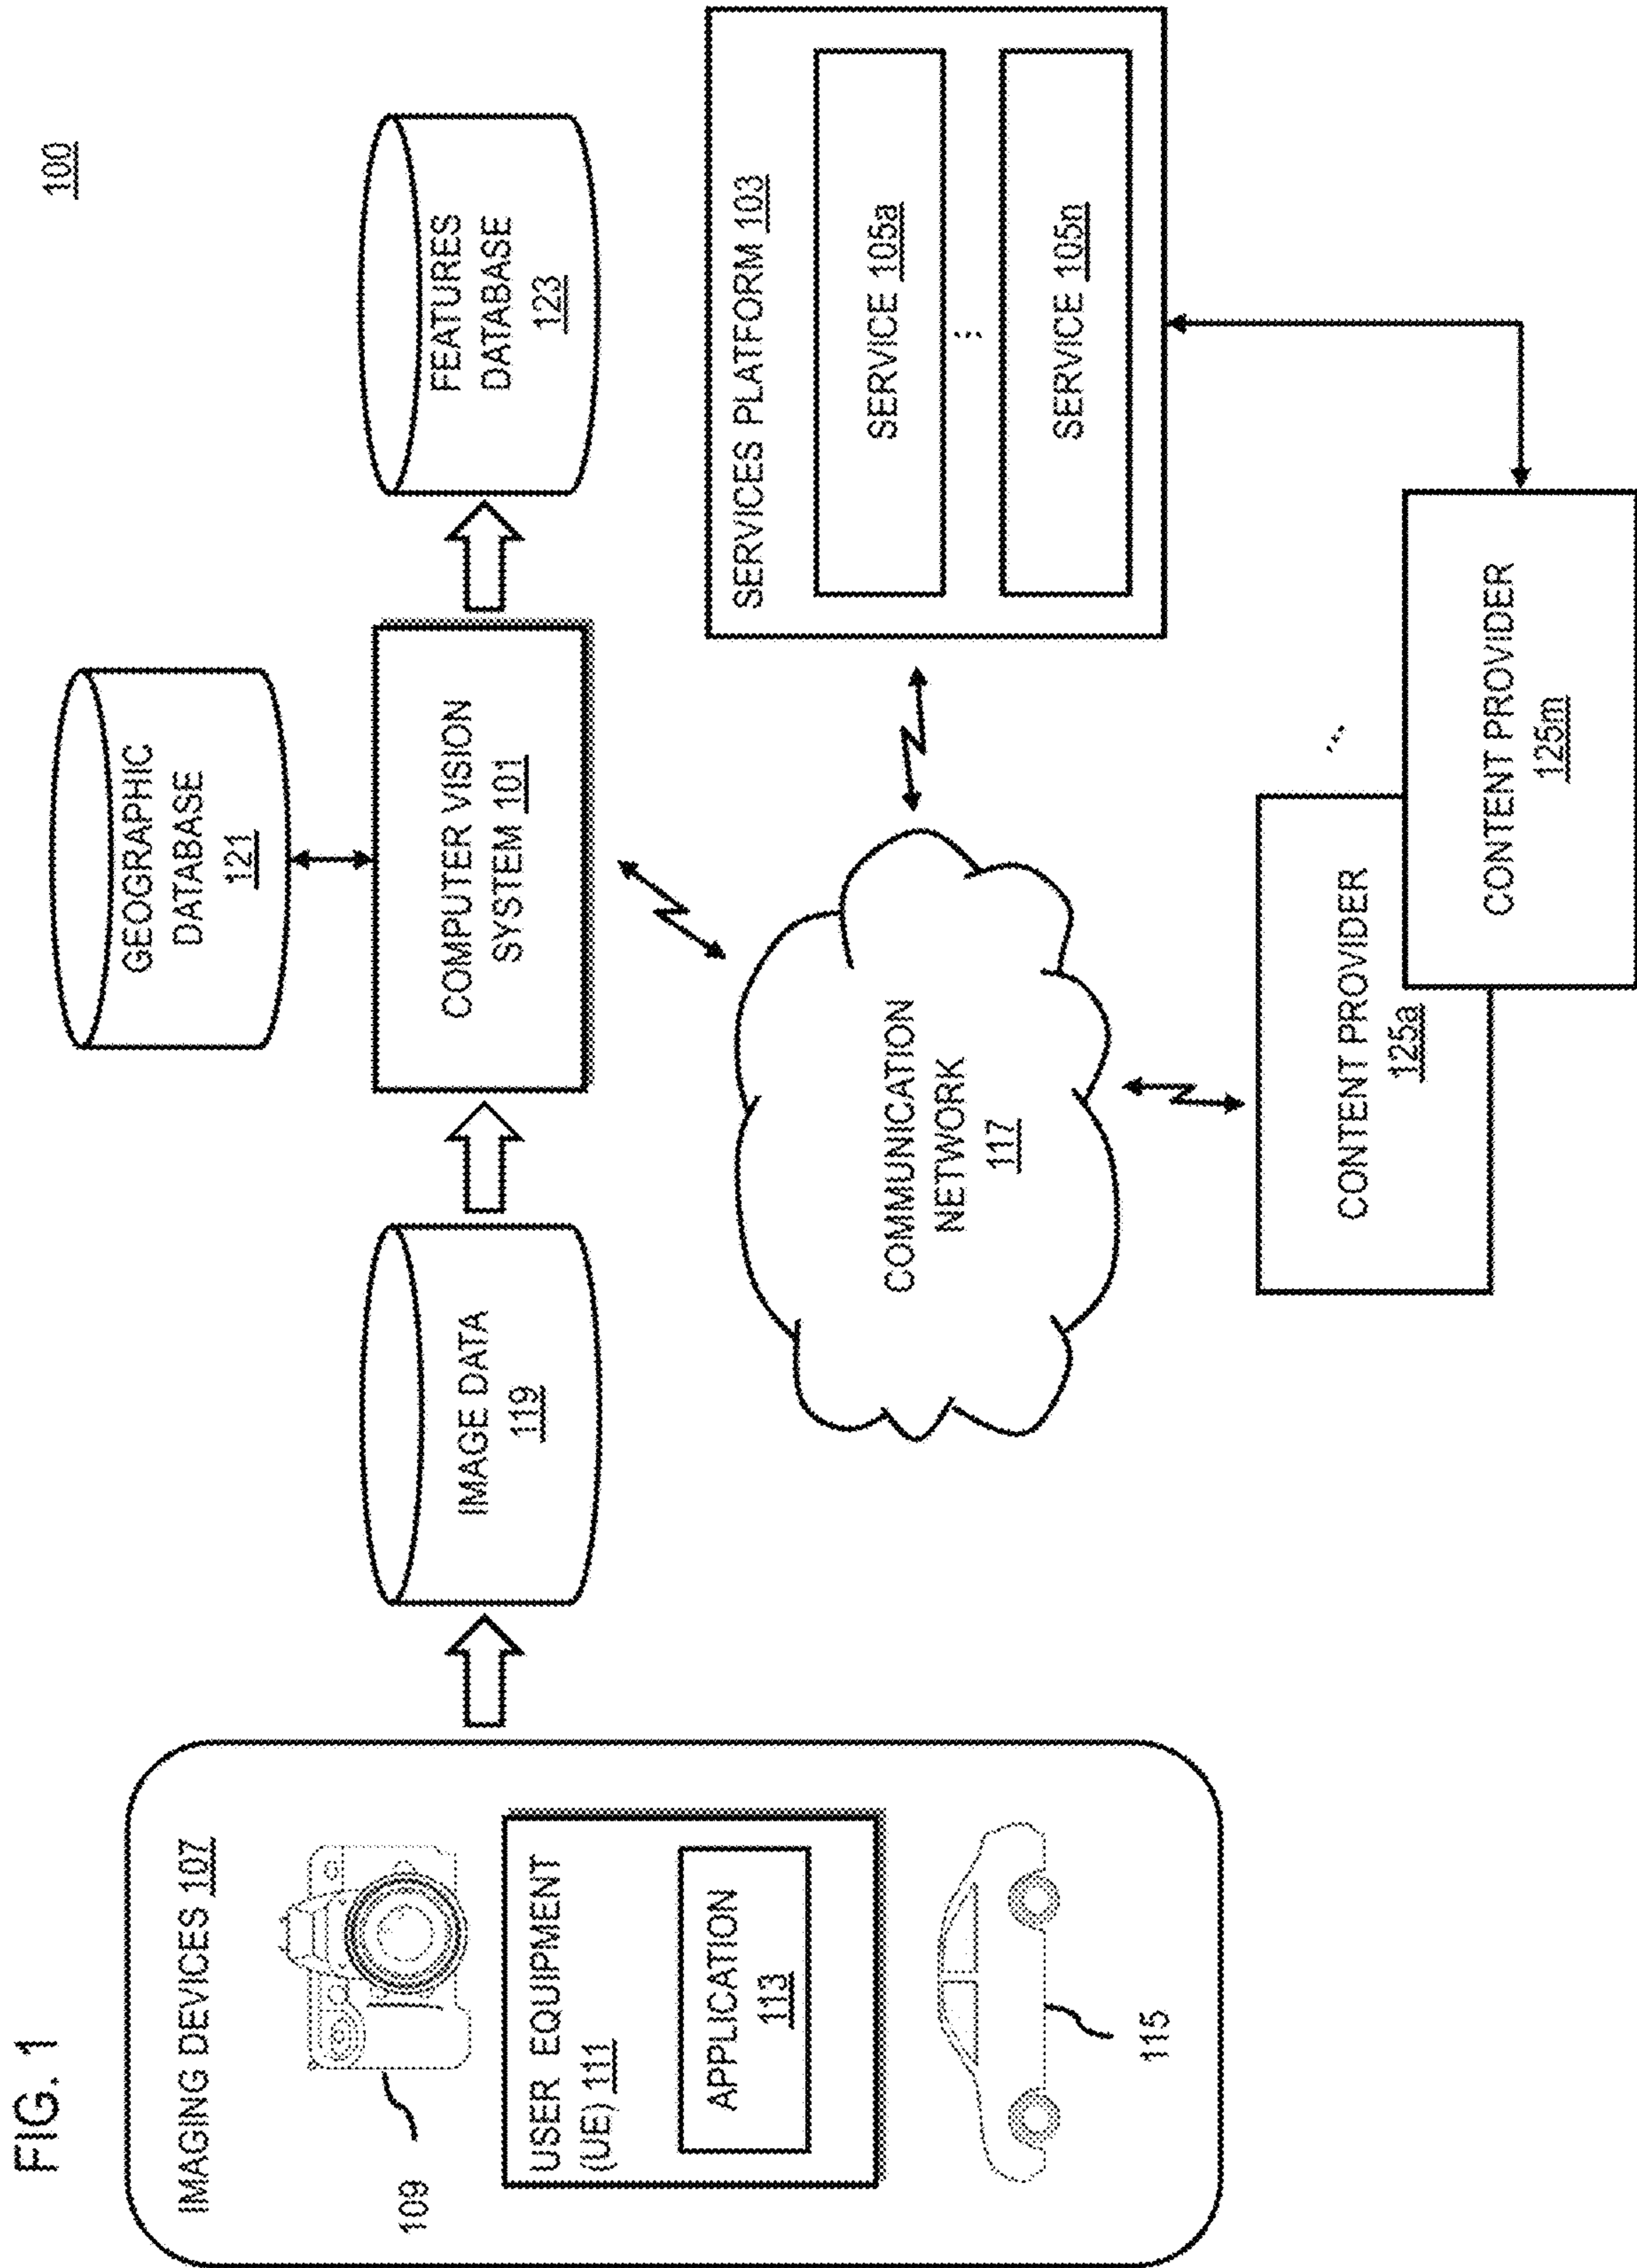 FIG. 1
100
IMAGING DEVICES 107
109
USER EQUIPMENT
(UE) 111
APPLICATION
113
115
IMAGE DATA
119
GEOGRAPHIC
DATABASE
121
COMPUTER VISION
SYSTEM 101
FEATURES
DATABASE
123
COMMUNICATION
NETWORK
117
SERVICES PLATFORM 103
SERVICE 105a
SERVICE 105n
CONTENT PROVIDER
125a
CONTENT PROVIDER
125m